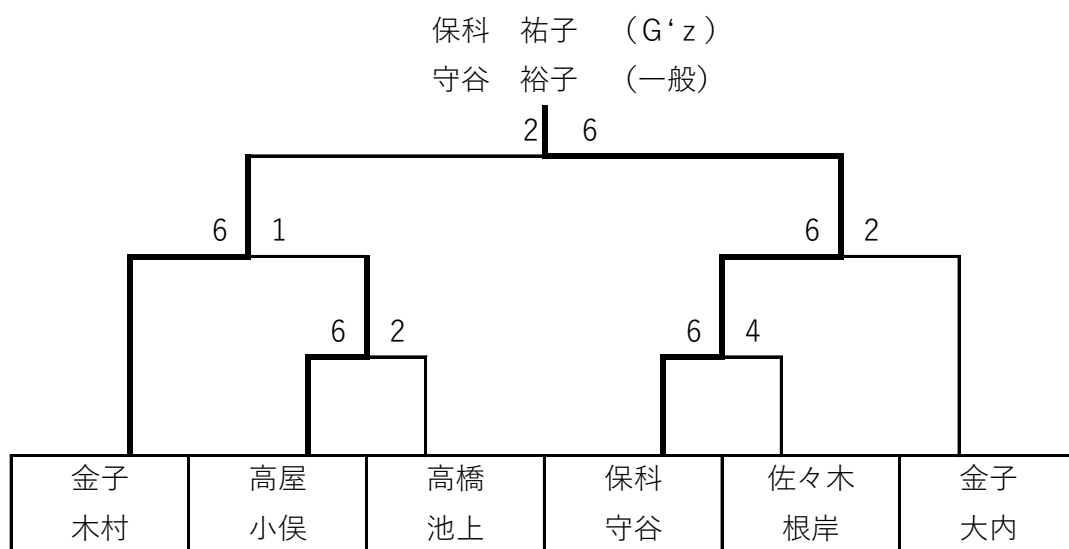 保科　祐子　（G‘ｚ）
守谷　裕子　（一般）
2　6
6　1　6　2
6　2　6　4
金子　高屋　高橋　保科　佐々木　金子
木村　小俣　池上　守谷　根岸　大内